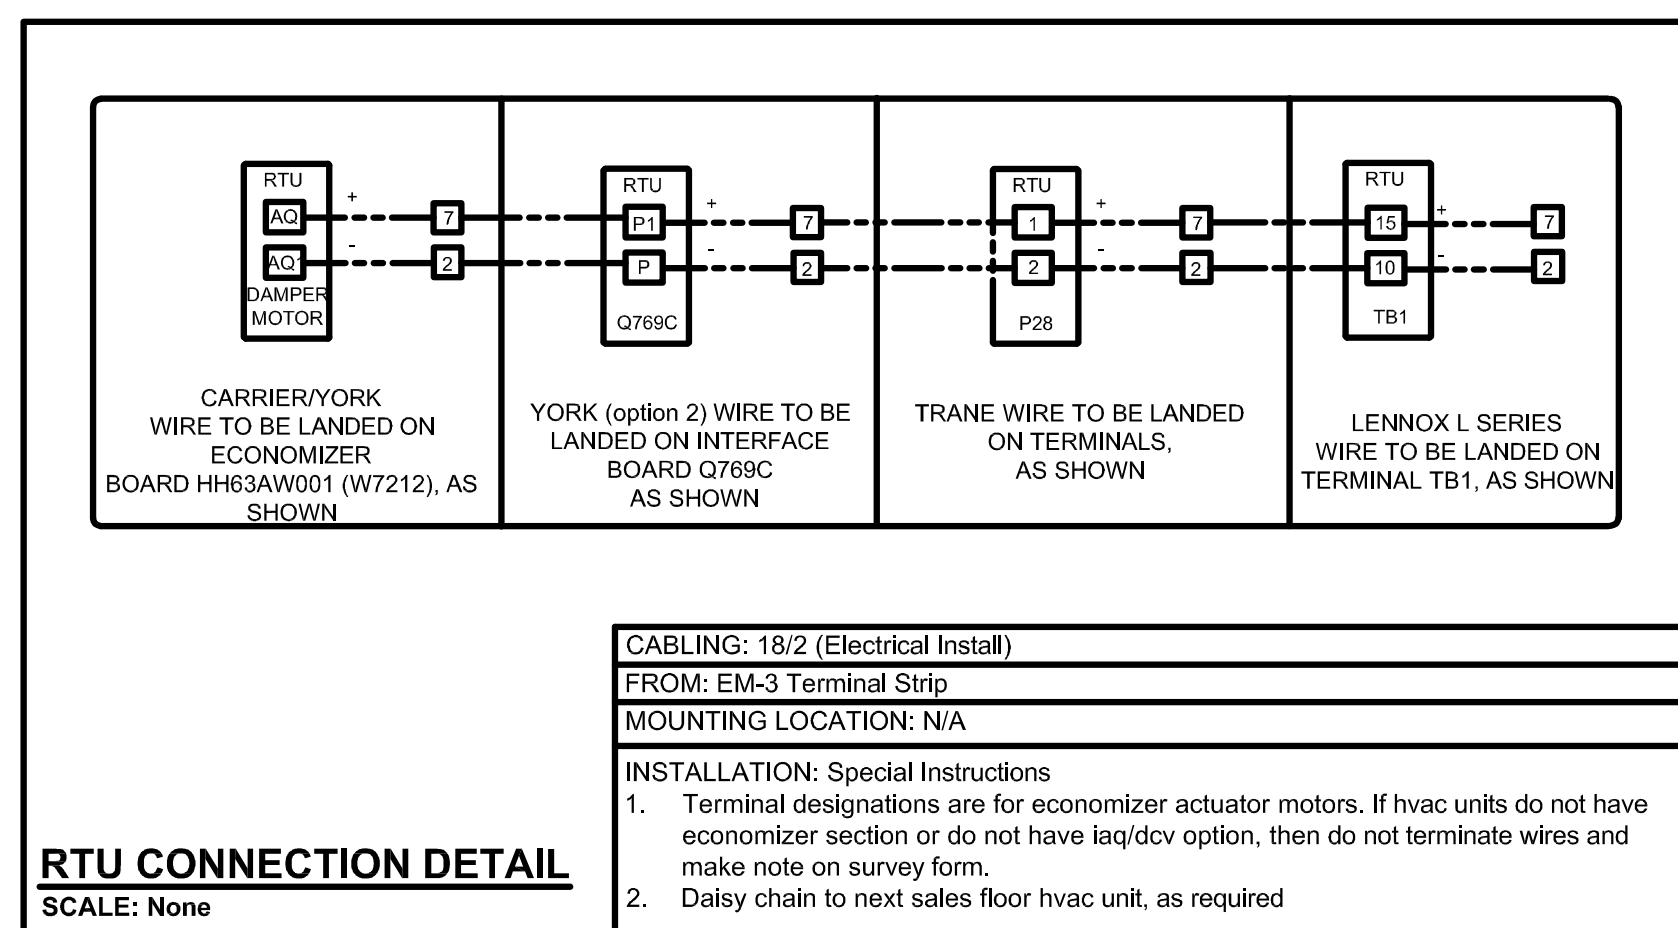 RTU
AQ
+
7
-
AQ1
2
DAMPER
MOTOR
CARRIER/YORK
WIRE TO BE LANDED ON
ECONOMIZER
BOARD HH63AW001 (W7212), AS
SHOWN
RTU
P1
+
7
-
P
2
Q769C
YORK (option 2) WIRE TO BE
LANDED ON INTERFACE
BOARD Q769C
AS SHOWN
RTU
1
+
7
-
2
2
P28
TRANE WIRE TO BE LANDED
ON TERMINALS,
AS SHOWN
RTU
15
+
7
-
10
2
TB1
LENNOX L SERIES
WIRE TO BE LANDED ON
TERMINAL TB1, AS SHOWN
CABLING: 18/2 (Electrical Install)
FROM: EM-3 Terminal Strip
MOUNTING LOCATION: N/A
INSTALLATION: Special Instructions
1. Terminal designations are for economizer actuator motors. If hvac units do not have
economizer section or do not have iaq/dcv option, then do not terminate wires and
make note on survey form.
2. Daisy chain to next sales floor hvac unit, as required
RTU CONNECTION DETAIL
SCALE: None